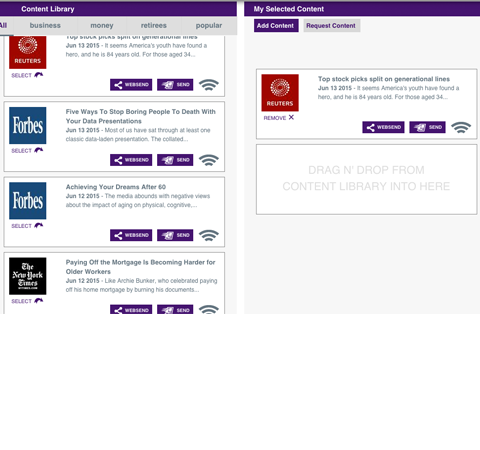 Content Library
All business money retirees popular
Top stock picks split on generational lines
Jun 13 2015 - It seems America's youth have found a
hero, and he is 84 years old. For those aged 34...
REUTERS
SELECT
WEBSEND SEND
Five Ways To Stop Boring People To Death With
Your Data Presentations
Jun 13 2015 - Most of us have sat through at least one
classic data-laden presentation. The collated...
Forbes
SELECT
WEBSEND SEND
Achieving Your Dreams After 60
Jun 12 2015 - The media abounds with negative views
about the impact of aging on physical, cognitive,...
Forbes
SELECT
WEBSEND SEND
Paying Off the Mortgage Is Becoming Harder for
Older Workers
Jun 12 2015 - Like Archie Bunker, who celebrated paying
off his home mortgage by burning his documents...
The
New York
Times
NYTIMES.COM
SELECT
WEBSEND SEND
My Selected Content
Add Content Request Content
Top stock picks split on generational lines
Jun 13 2015 - It seems America's youth have found a
hero, and he is 84 years old. For those aged 34...
REUTERS
REMOVE X
WEBSEND SEND
DRAG N' DROP FROM
CONTENT LIBRARY INTO HERE